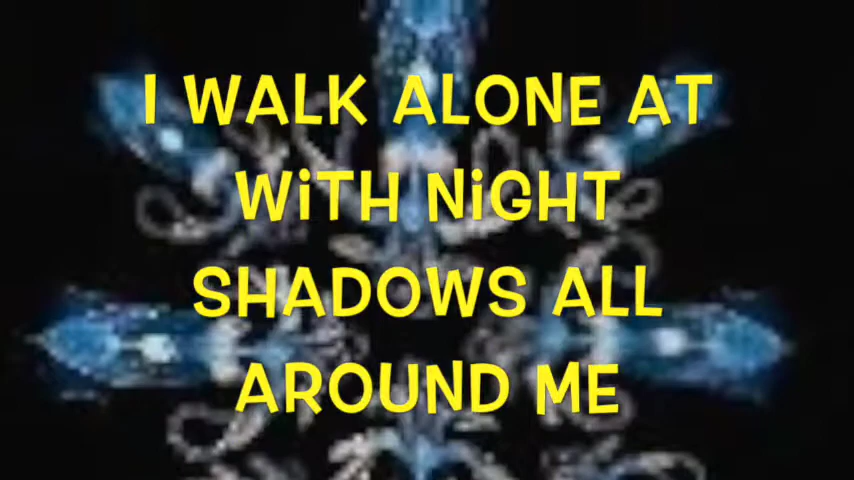 I WALK ALONE AT
WiTH NiGHT
SHADOWS ALL
AROUND ME